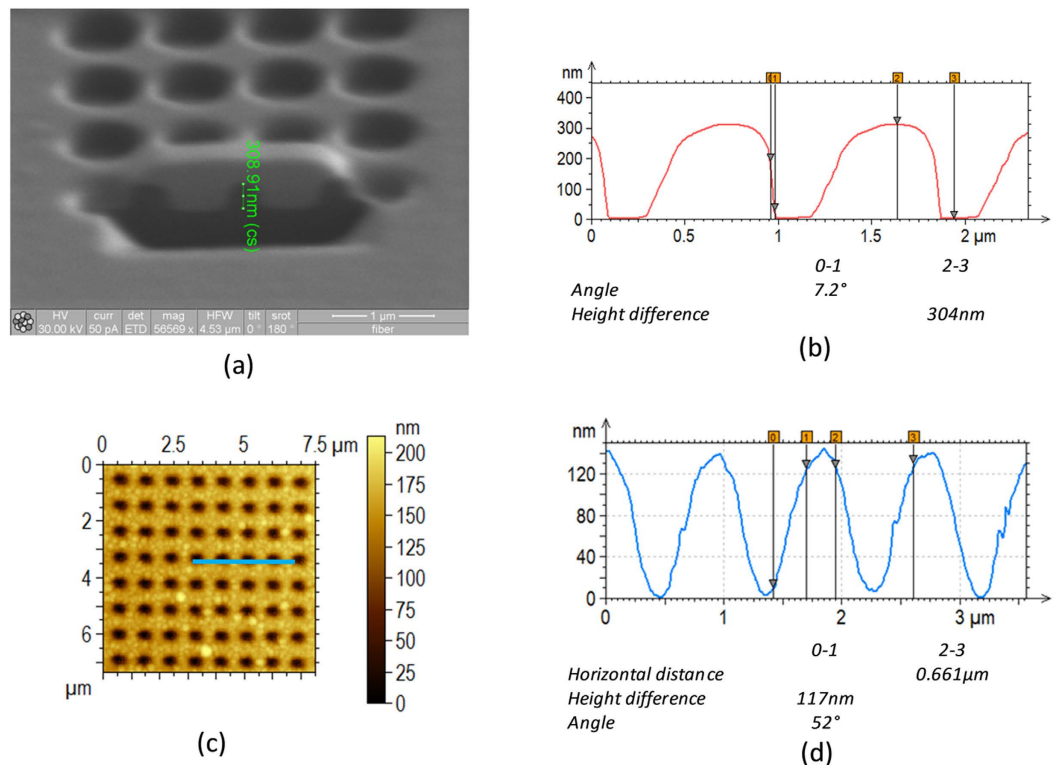 308.91nm (cs)
HV curr det mag HFW tilt srot 1 µm
30.00 kV 50 pA ETD 56569 x 4.53 µm 0 ° 180 ° fiber
(a)
nm
400
300
200
100
0
0 1 2 3
0 0.5 1 1.5 2 µm
0-1 2-3
Angle 7.2°
Height difference 304nm
(b)
0 2.5 5 7.5 µm
0
2
4
6
µm
nm
200
175
150
125
100
75
50
25
0
(c)
nm
120
80
40
0
0 1 2 3
0 1 2 3 µm
0-1 2-3
Horizontal distance 0.661µm
Height difference 117nm
Angle 52°
(d)